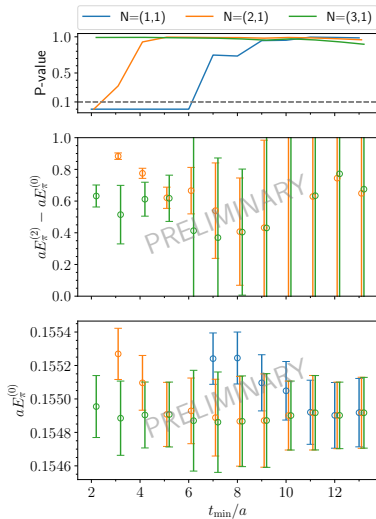 N=(1,1) N=(2,1) N=(3,1)
1.0
P-value
0.1
1.0
0.8
0.6
0.4
0.2
0.0
aE_π^(2) − aE_π^(0)
PRELIMINARY
0.1554
0.1552
0.1550
0.1548
0.1546
aE_π^(0)
PRELIMINARY
2 4 6 8 10 12
t_min/a